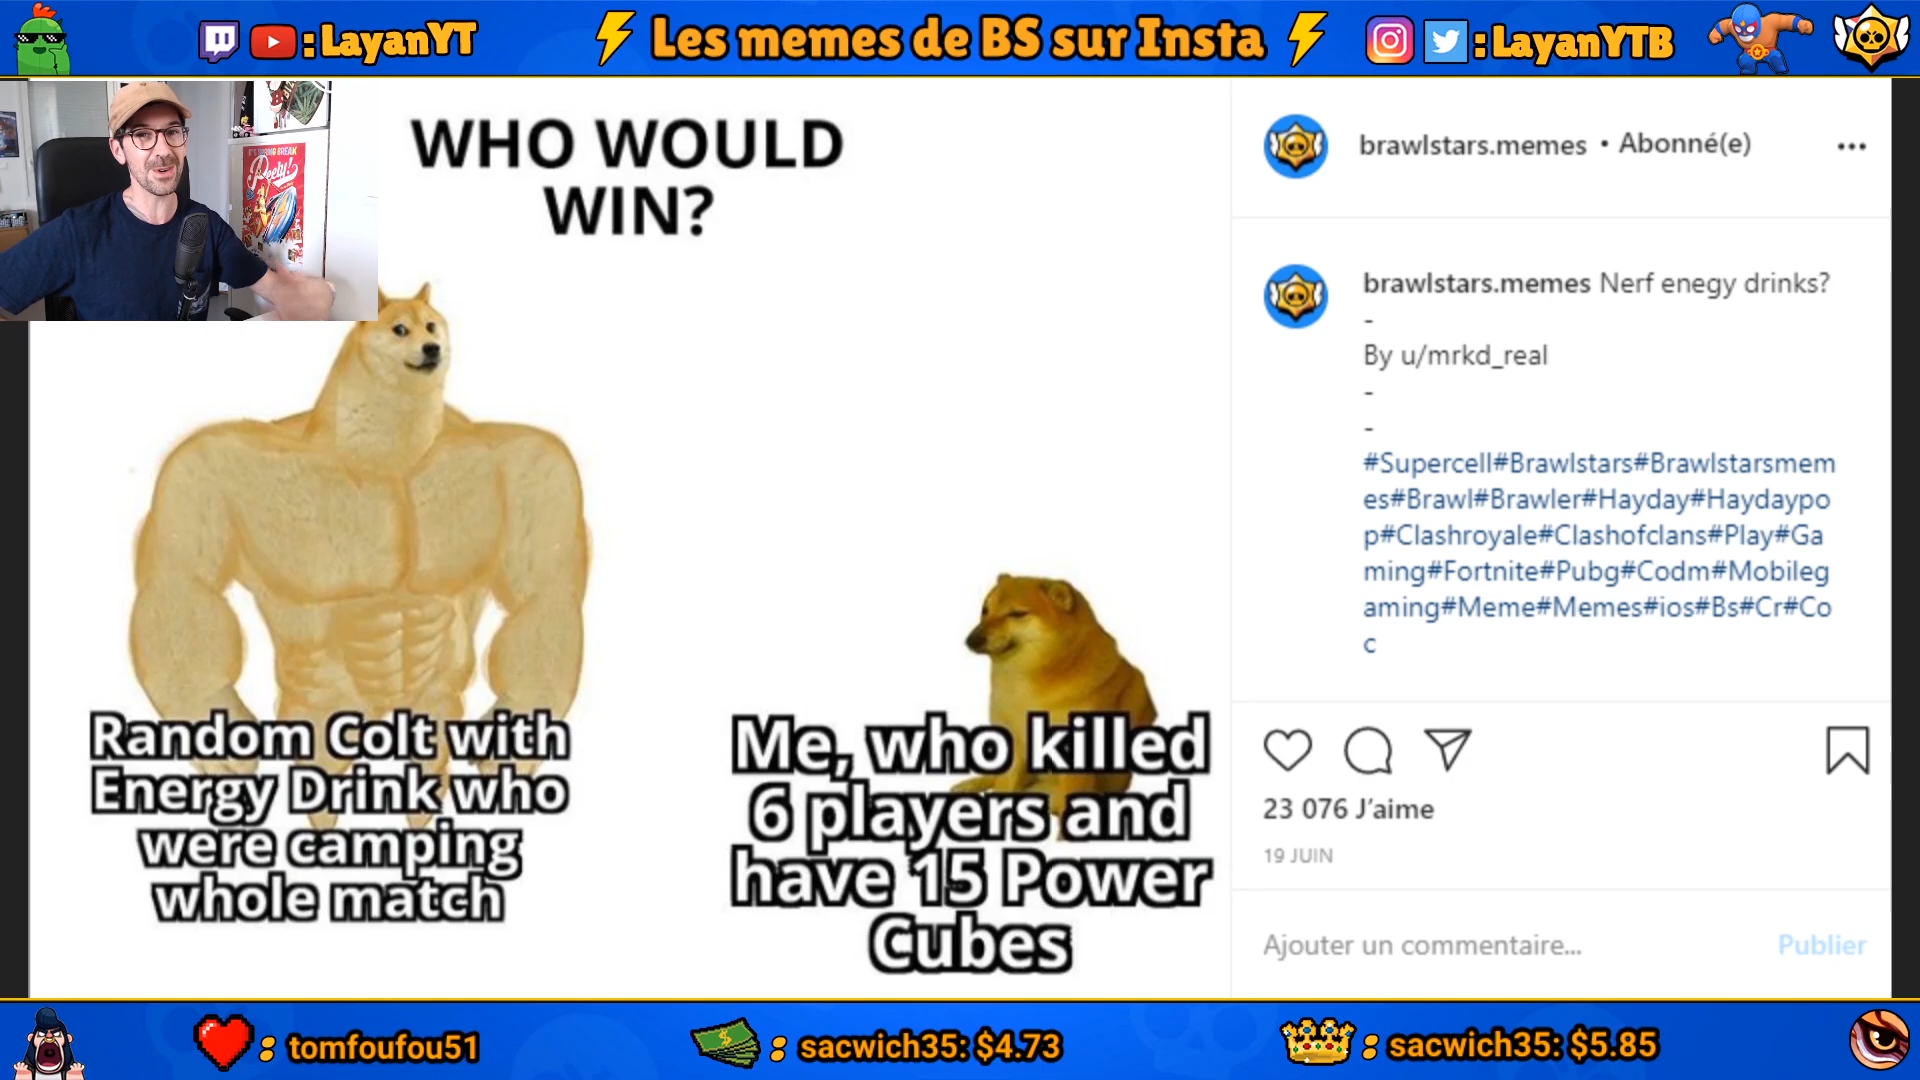 : LayanYT
Les memes de BS sur Insta
: LayanYTB
WHO WOULD
WIN?
Random Colt with
Energy Drink who
were camping
whole match
Me, who killed
6 players and
have 15 Power
Cubes
brawlstars.memes • Abonné(e)
brawlstars.memes Nerf enegy drinks?
-
By u/mrkd_real
-
-
#Supercell#Brawlstars#Brawlstarsmem
es#Brawl#Brawler#Hayday#Haydaypo
p#Clashroyale#Clashofclans#Play#Ga
ming#Fortnite#Pubg#Codm#Mobileg
aming#Meme#Memes#ios#Bs#Cr#Co
c
23 076 J'aime
19 JUIN
Ajouter un commentaire...
Publier
: tomfoufou51
: sacwich35: $4.73
: sacwich35: $5.85